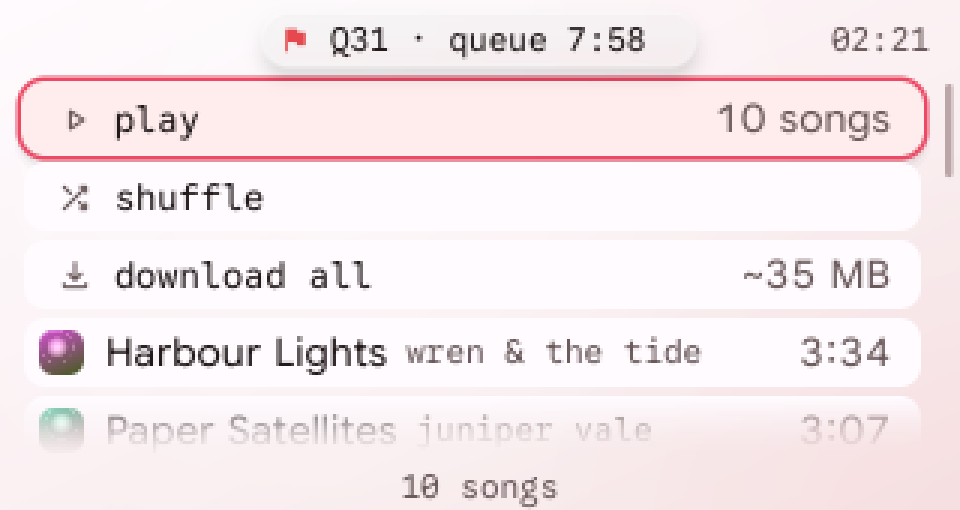 Q31 · queue 7:58 02:21
play 10 songs
shuffle
download all ~35 MB
Harbour Lights wren & the tide 3:34
Paper Satellites juniper vale 3:07
10 songs